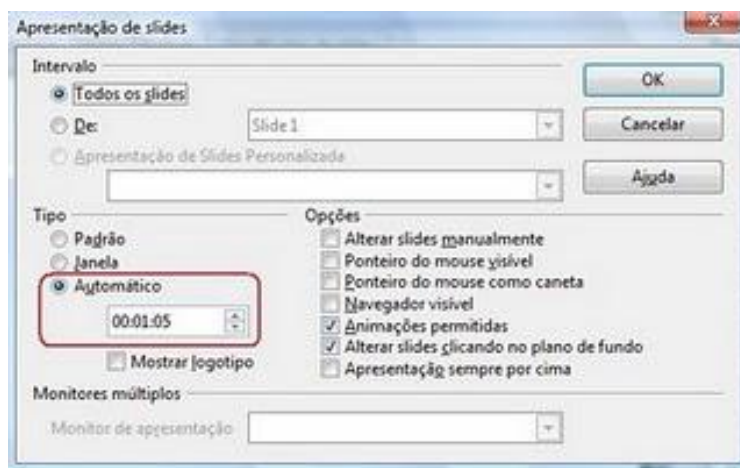 Apresentação de slides
Intervalo
Todos os slides
OK
De:
Slide 1
Cancelar
Apresentação de Slides Personalizada
Ajuda
Tipo
Opções
Padrão
Alterar slides manualmente
Janela
Ponteiro do mouse visível
Automático
Ponteiro do mouse como caneta
00:01:05
Navegador visível
Animações permitidas
Alterar slides clicando no plano de fundo
Mostrar logotipo
Apresentação sempre por cima
Monitores múltiplos
Monitor de apresentação